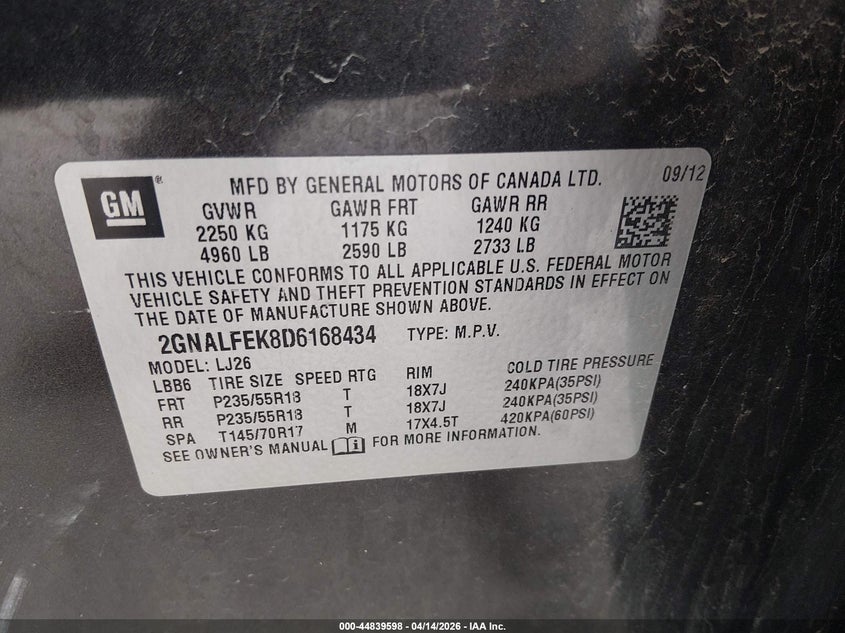 GM ®
MFD BY GENERAL MOTORS OF CANADA LTD. 09/12
GVWR GAWR FRT GAWR RR
2250 KG 1175 KG 1240 KG
4960 LB 2590 LB 2733 LB
THIS VEHICLE CONFORMS TO ALL APPLICABLE U.S. FEDERAL MOTOR
VEHICLE SAFETY AND THEFT PREVENTION STANDARDS IN EFFECT ON
THE DATE OF MANUFACTURE SHOWN ABOVE.
2GNALFEK8D6168434 TYPE: M.P.V.
MODEL: LJ26
LBB6 TIRE SIZE SPEED RTG RIM COLD TIRE PRESSURE
FRT P235/55R18 T 18X7J 240KPA(35PSI)
RR P235/55R18 T 18X7J 240KPA(35PSI)
SPA T145/70R17 M 17X4.5T 420KPA(60PSI)
SEE OWNER'S MANUAL i FOR MORE INFORMATION.
000-44839598 - 04/14/2026 - IAA Inc.